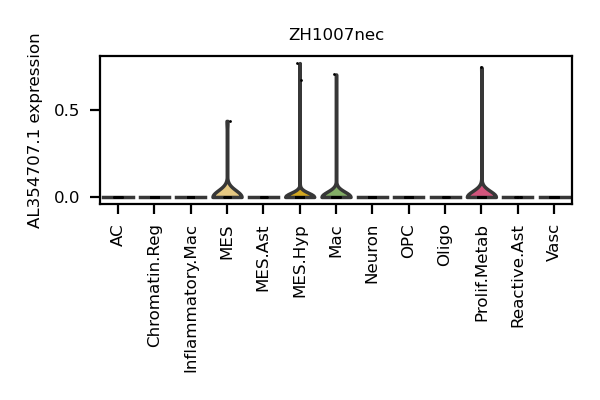 ZH1007nec
AL354707.1 expression
0.5
0.0
AC
Chromatin.Reg
Inflammatory.Mac
MES
MES.Ast
MES.Hyp
Mac
Neuron
OPC
Oligo
Prolif.Metab
Reactive.Ast
Vasc